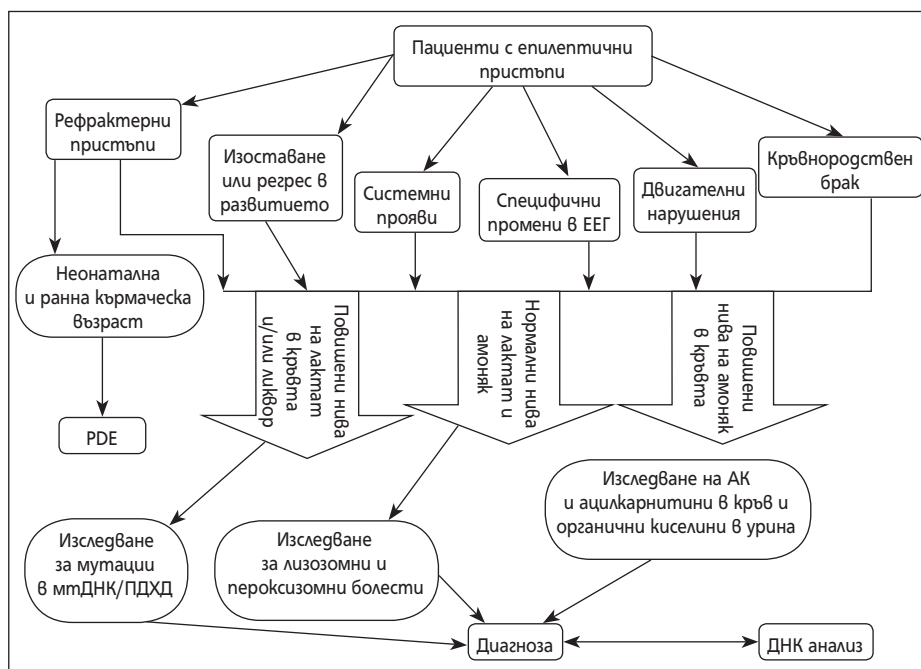 Пациенти с епилептични
пристъпи
Рефрактерни
пристъпи
Изоставане
или регрес в
развитието
Системни
прояви
Специфични
промени в ЕЕГ
Двигателни
нарушения
Кръвнородствен
брак
Неонатална
и ранна кърмаческа
възраст
PDE
Повишени нива
на лактат
в кръвта
и/или ликвор
Нормални нива
на лактат и
амоняк
Повишени
нива на амоняк
в кръвта
Изследване
за мутации
в мтДНК/ПДХД
Изследване
за лизозомни и
пероксизомни болести
Изследване на АК
и ацилкарнитини в кръв и
органични киселини в урина
Диагноза
ДНК анализ